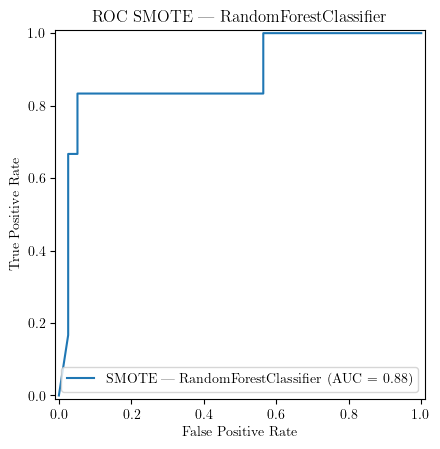 ROC SMOTE — RandomForestClassifier
1.0
0.8
0.6
0.4
0.2
0.0
True Positive Rate
SMOTE — RandomForestClassifier (AUC = 0.88)
0.0 0.2 0.4 0.6 0.8 1.0
False Positive Rate